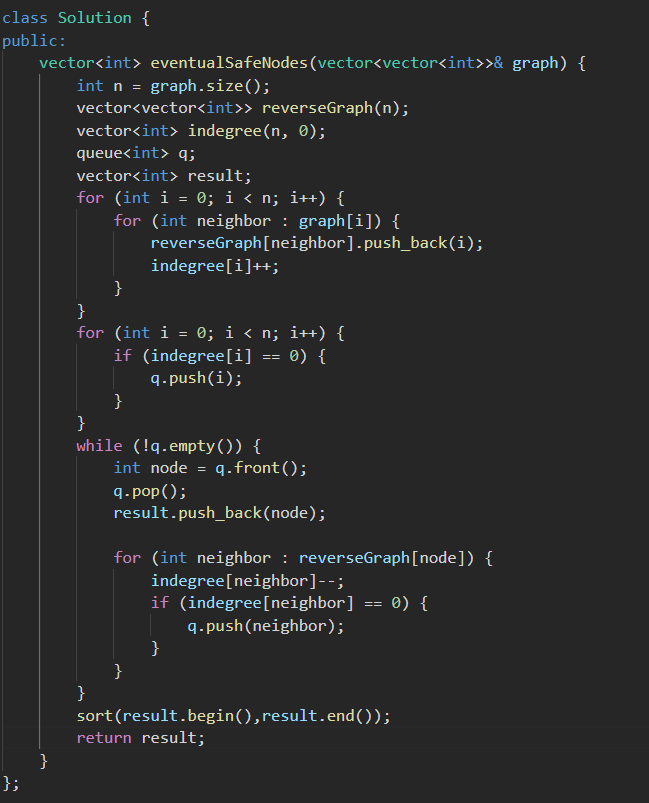 class Solution {
public:
    vector<int> eventualSafeNodes(vector<vector<int>>& graph) {
        int n = graph.size();
        vector<vector<int>> reverseGraph(n);
        vector<int> indegree(n, 0);
        queue<int> q;
        vector<int> result;
        for (int i = 0; i < n; i++) {
            for (int neighbor : graph[i]) {
                reverseGraph[neighbor].push_back(i);
                indegree[i]++;
            }
        }
        for (int i = 0; i < n; i++) {
            if (indegree[i] == 0) {
                q.push(i);
            }
        }
        while (!q.empty()) {
            int node = q.front();
            q.pop();
            result.push_back(node);

            for (int neighbor : reverseGraph[node]) {
                indegree[neighbor]--;
                if (indegree[neighbor] == 0) {
                    q.push(neighbor);
                }
            }
        }
        sort(result.begin(),result.end());
        return result;
    }
};